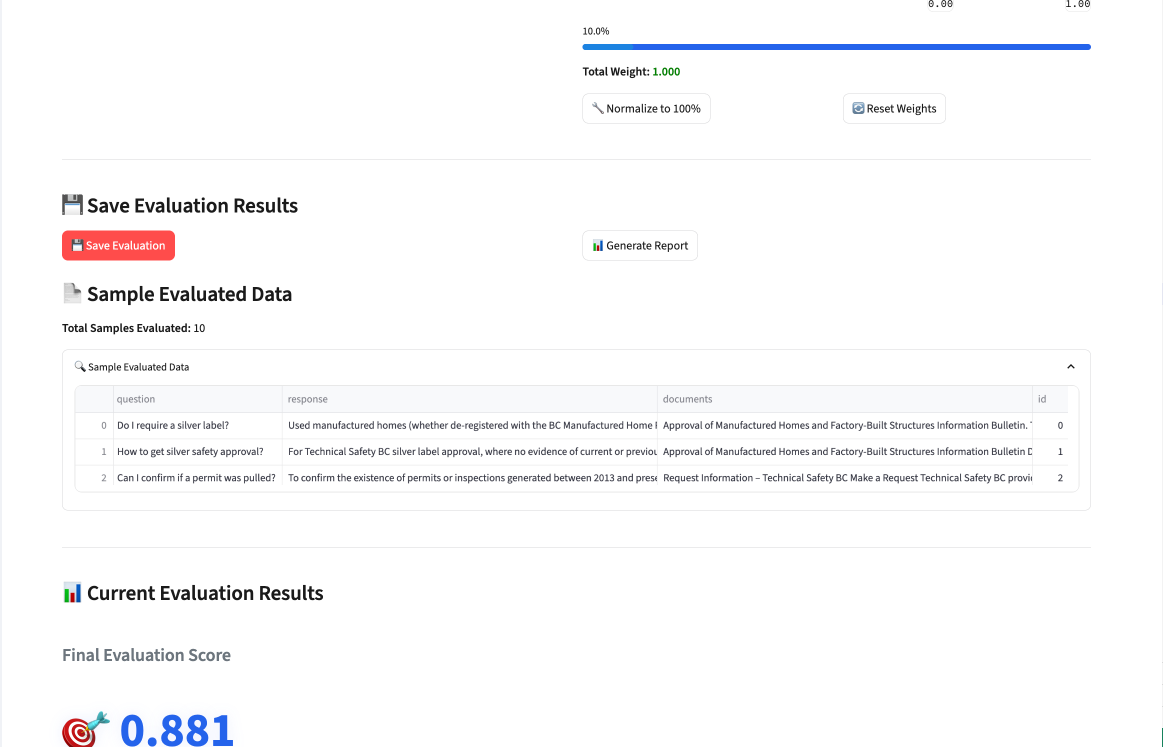 0.00 1.00
10.0%
Total Weight: 1.000
Normalize to 100% Reset Weights
Save Evaluation Results
Save Evaluation Generate Report
Sample Evaluated Data
Total Samples Evaluated: 10
Sample Evaluated Data
question response documents id
0 Do I require a silver label? Used manufactured homes (whether de-registered with the BC Manufactured Home Approval of Manufactured Homes and Factory-Built Structures Information Bulletin. 0
1 How to get silver safety approval? For Technical Safety BC silver label approval, where no evidence of current or previou Approval of Manufactured Homes and Factory-Built Structures Information Bulletin D 1
2 Can I confirm if a permit was pulled? To confirm the existence of permits or inspections generated between 2013 and prese Request Information – Technical Safety BC Make a Request Technical Safety BC provi 2
Current Evaluation Results
Final Evaluation Score
0.881